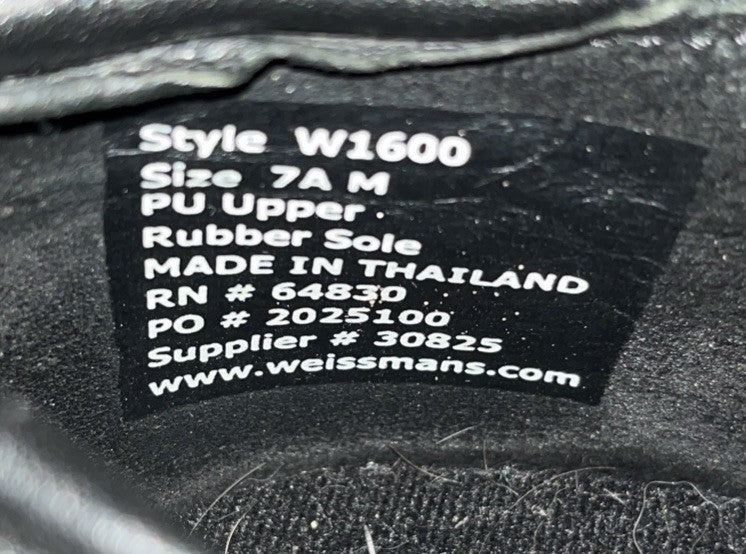 Style W1600
Size 7A M
PU Upper
Rubber Sole
MADE IN THAILAND
RN # 64830
PO # 2025100
Supplier # 30825
www.weissmans.com